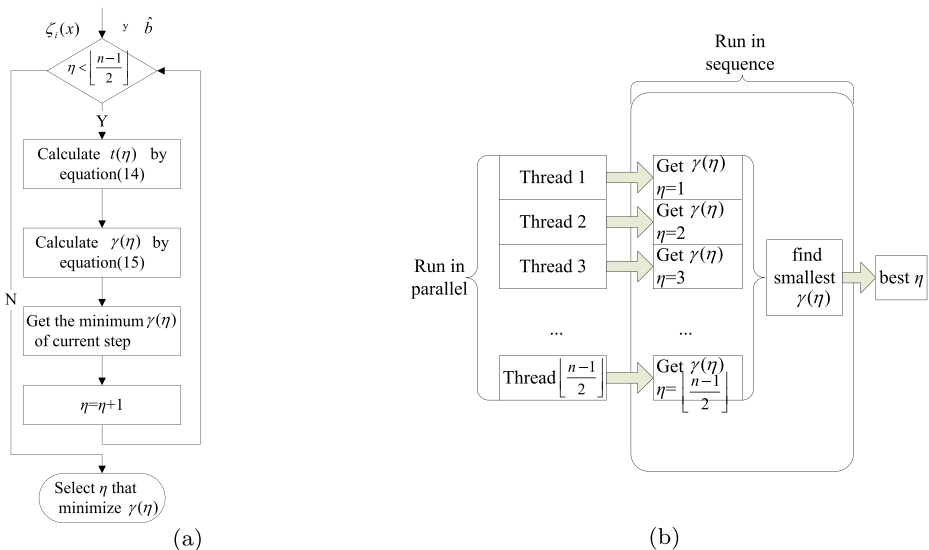 ζᵢ(x) y b̂
η < ⌊(n−1)/2⌋
Y
Calculate t(η) by
equation(14)
Calculate γ(η) by
equation(15)
N
Get the minimum γ(η)
of current step
η=η+1
Select η that
minimize γ(η)
(a)
Run in
sequence
Run in
parallel
Thread 1
Get γ(η)
η=1
Thread 2
Get γ(η)
η=2
Thread 3
Get γ(η)
η=3
...
...
Thread ⌊(n−1)/2⌋
Get γ(η)
η= ⌊(n−1)/2⌋
find
smallest
γ(η)
best η
(b)